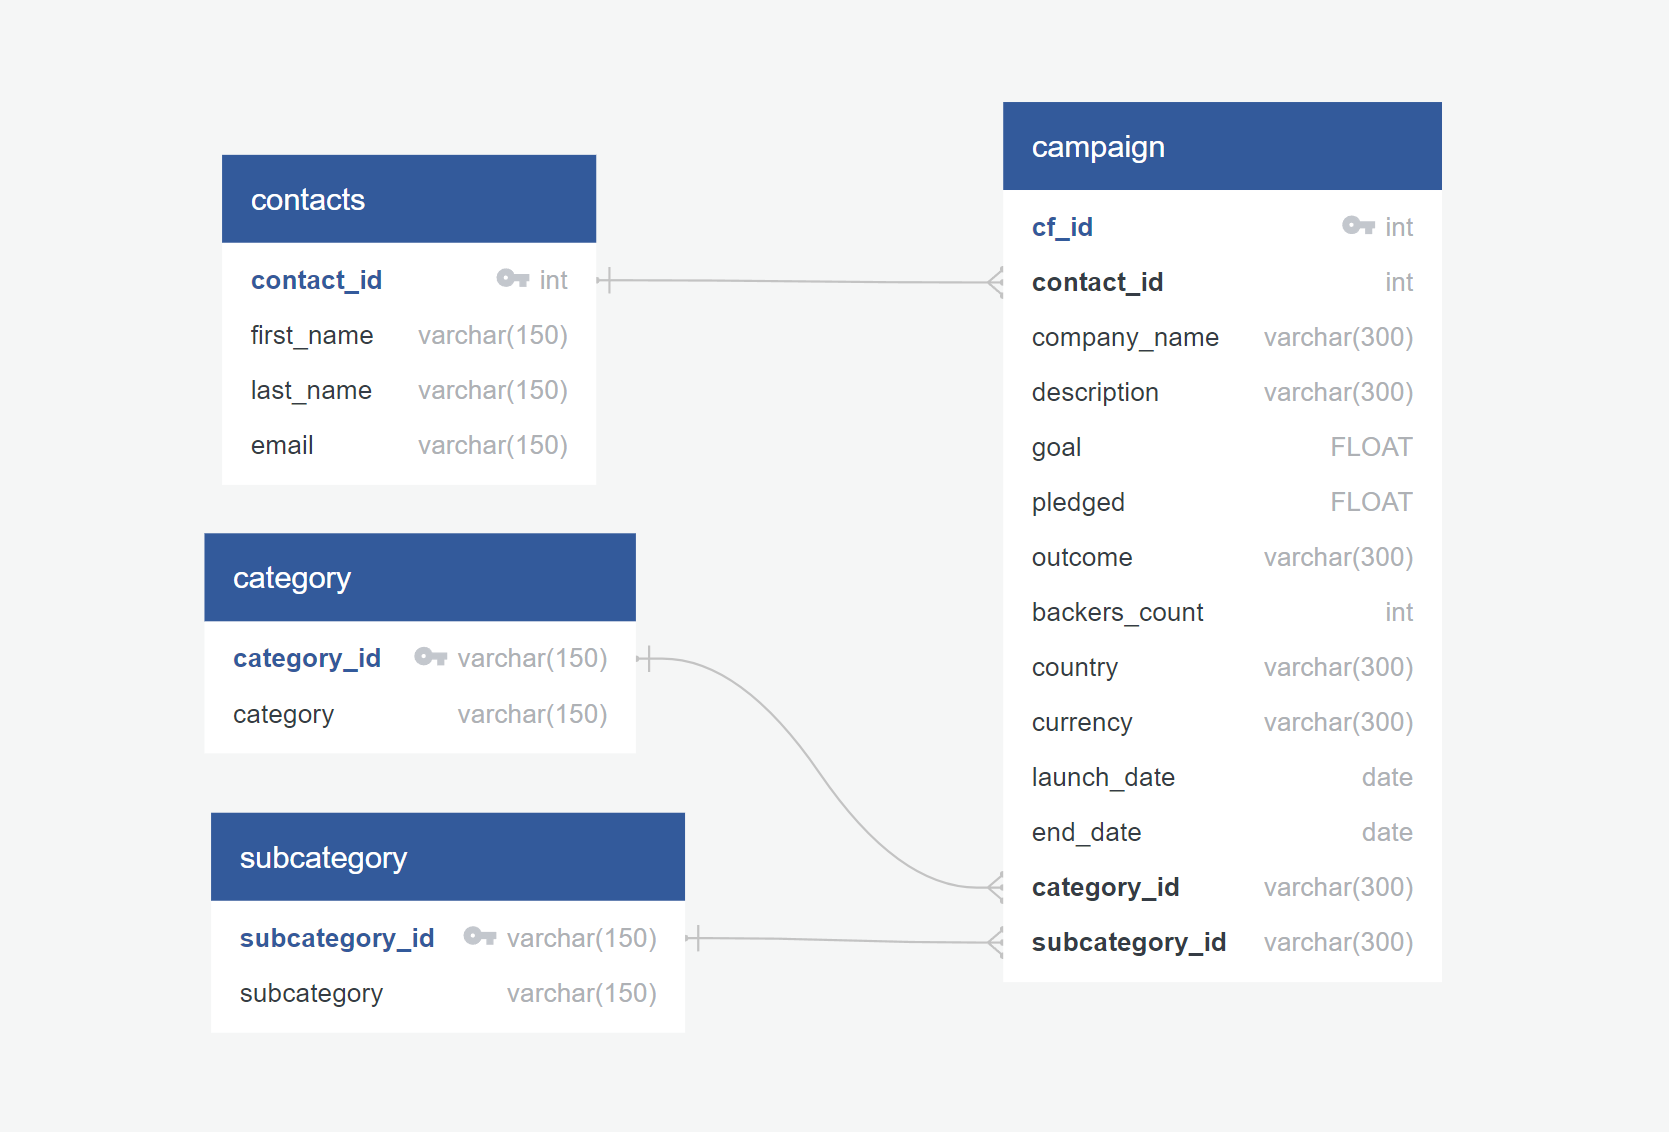 contacts
contact_id int
first_name varchar(150)
last_name varchar(150)
email varchar(150)
category
category_id varchar(150)
category varchar(150)
subcategory
subcategory_id varchar(150)
subcategory varchar(150)
campaign
cf_id int
contact_id int
company_name varchar(300)
description varchar(300)
goal FLOAT
pledged FLOAT
outcome varchar(300)
backers_count int
country varchar(300)
currency varchar(300)
launch_date date
end_date date
category_id varchar(300)
subcategory_id varchar(300)